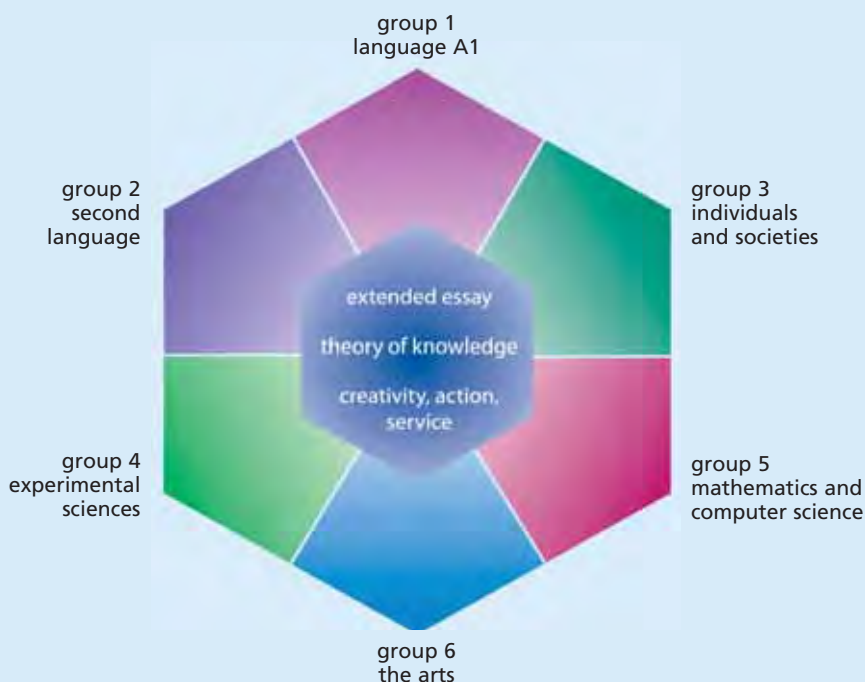 group 1
language A1
group 2
second
language
group 3
individuals
and societies
extended essay
theory of knowledge
creativity, action,
service
group 4
experimental
sciences
group 5
mathematics and
computer science
group 6
the arts